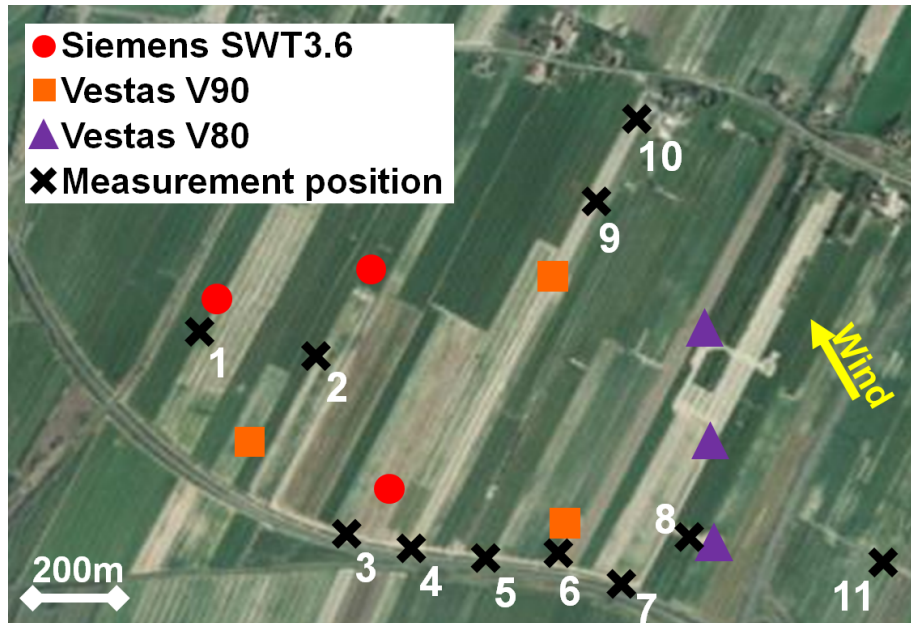 Siemens SWT3.6
Vestas V90
Vestas V80
Measurement position
10
9
1
2
Wind
8
3
4
5
6
7
11
200m